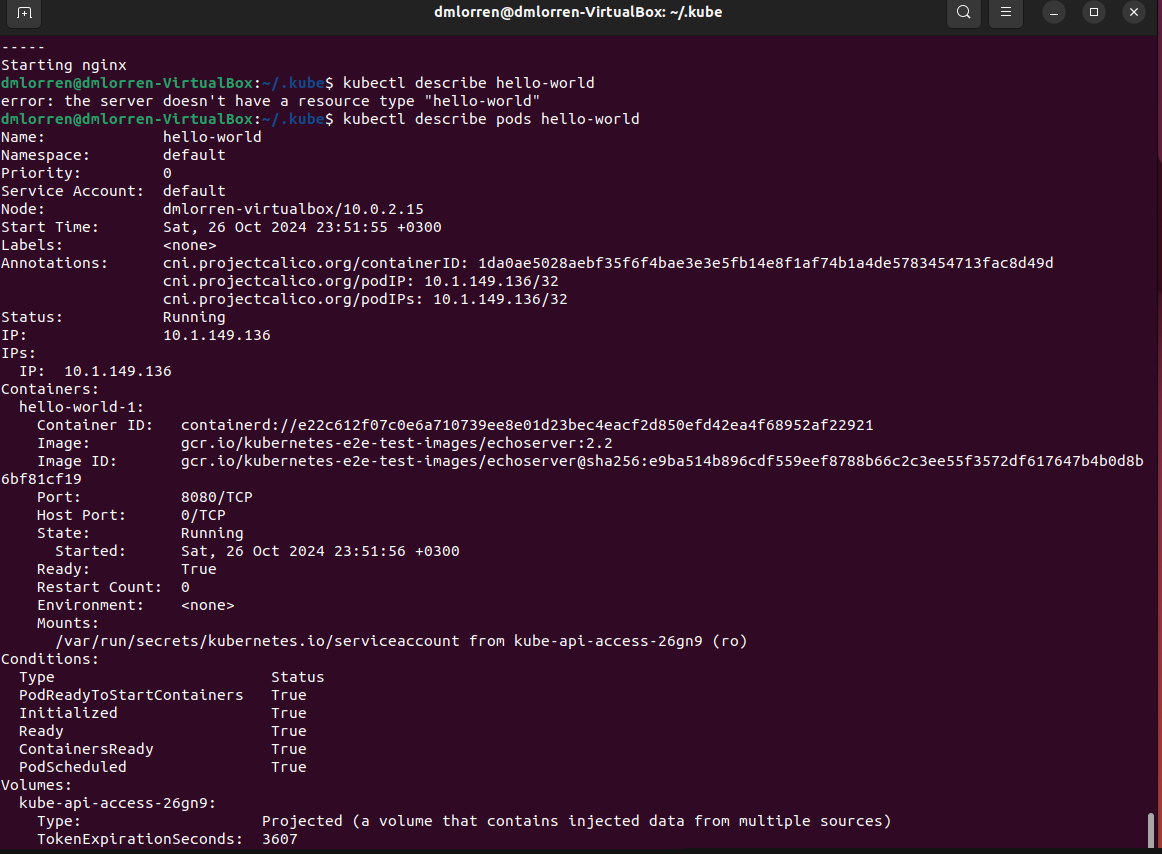 dmlorren@dmlorren-VirtualBox: ~/.kube
-----
Starting nginx
dmlorren@dmlorren-VirtualBox:~/.kube$ kubectl describe hello-world
error: the server doesn't have a resource type "hello-world"
dmlorren@dmlorren-VirtualBox:~/.kube$ kubectl describe pods hello-world
Name:             hello-world
Namespace:        default
Priority:         0
Service Account:  default
Node:             dmlorren-virtualbox/10.0.2.15
Start Time:       Sat, 26 Oct 2024 23:51:55 +0300
Labels:           <none>
Annotations:      cni.projectcalico.org/containerID: 1da0ae5028aebf35f6f4bae3e3e5fb14e8f1af74b1a4de5783454713fac8d49d
                  cni.projectcalico.org/podIP: 10.1.149.136/32
                  cni.projectcalico.org/podIPs: 10.1.149.136/32
Status:           Running
IP:               10.1.149.136
IPs:
  IP:  10.1.149.136
Containers:
  hello-world-1:
    Container ID:   containerd://e22c612f07c0e6a710739ee8e01d23bec4eacf2d850efd42ea4f68952af22921
    Image:          gcr.io/kubernetes-e2e-test-images/echoserver:2.2
    Image ID:       gcr.io/kubernetes-e2e-test-images/echoserver@sha256:e9ba514b896cdf559eef8788b66c2c3ee55f3572df617647b4b0d8b
6bf81cf19
    Port:           8080/TCP
    Host Port:      0/TCP
    State:          Running
      Started:      Sat, 26 Oct 2024 23:51:56 +0300
    Ready:          True
    Restart Count:  0
    Environment:    <none>
    Mounts:
      /var/run/secrets/kubernetes.io/serviceaccount from kube-api-access-26gn9 (ro)
Conditions:
  Type                        Status
  PodReadyToStartContainers   True
  Initialized                 True
  Ready                       True
  ContainersReady             True
  PodScheduled                True
Volumes:
  kube-api-access-26gn9:
    Type:                    Projected (a volume that contains injected data from multiple sources)
    TokenExpirationSeconds:  3607